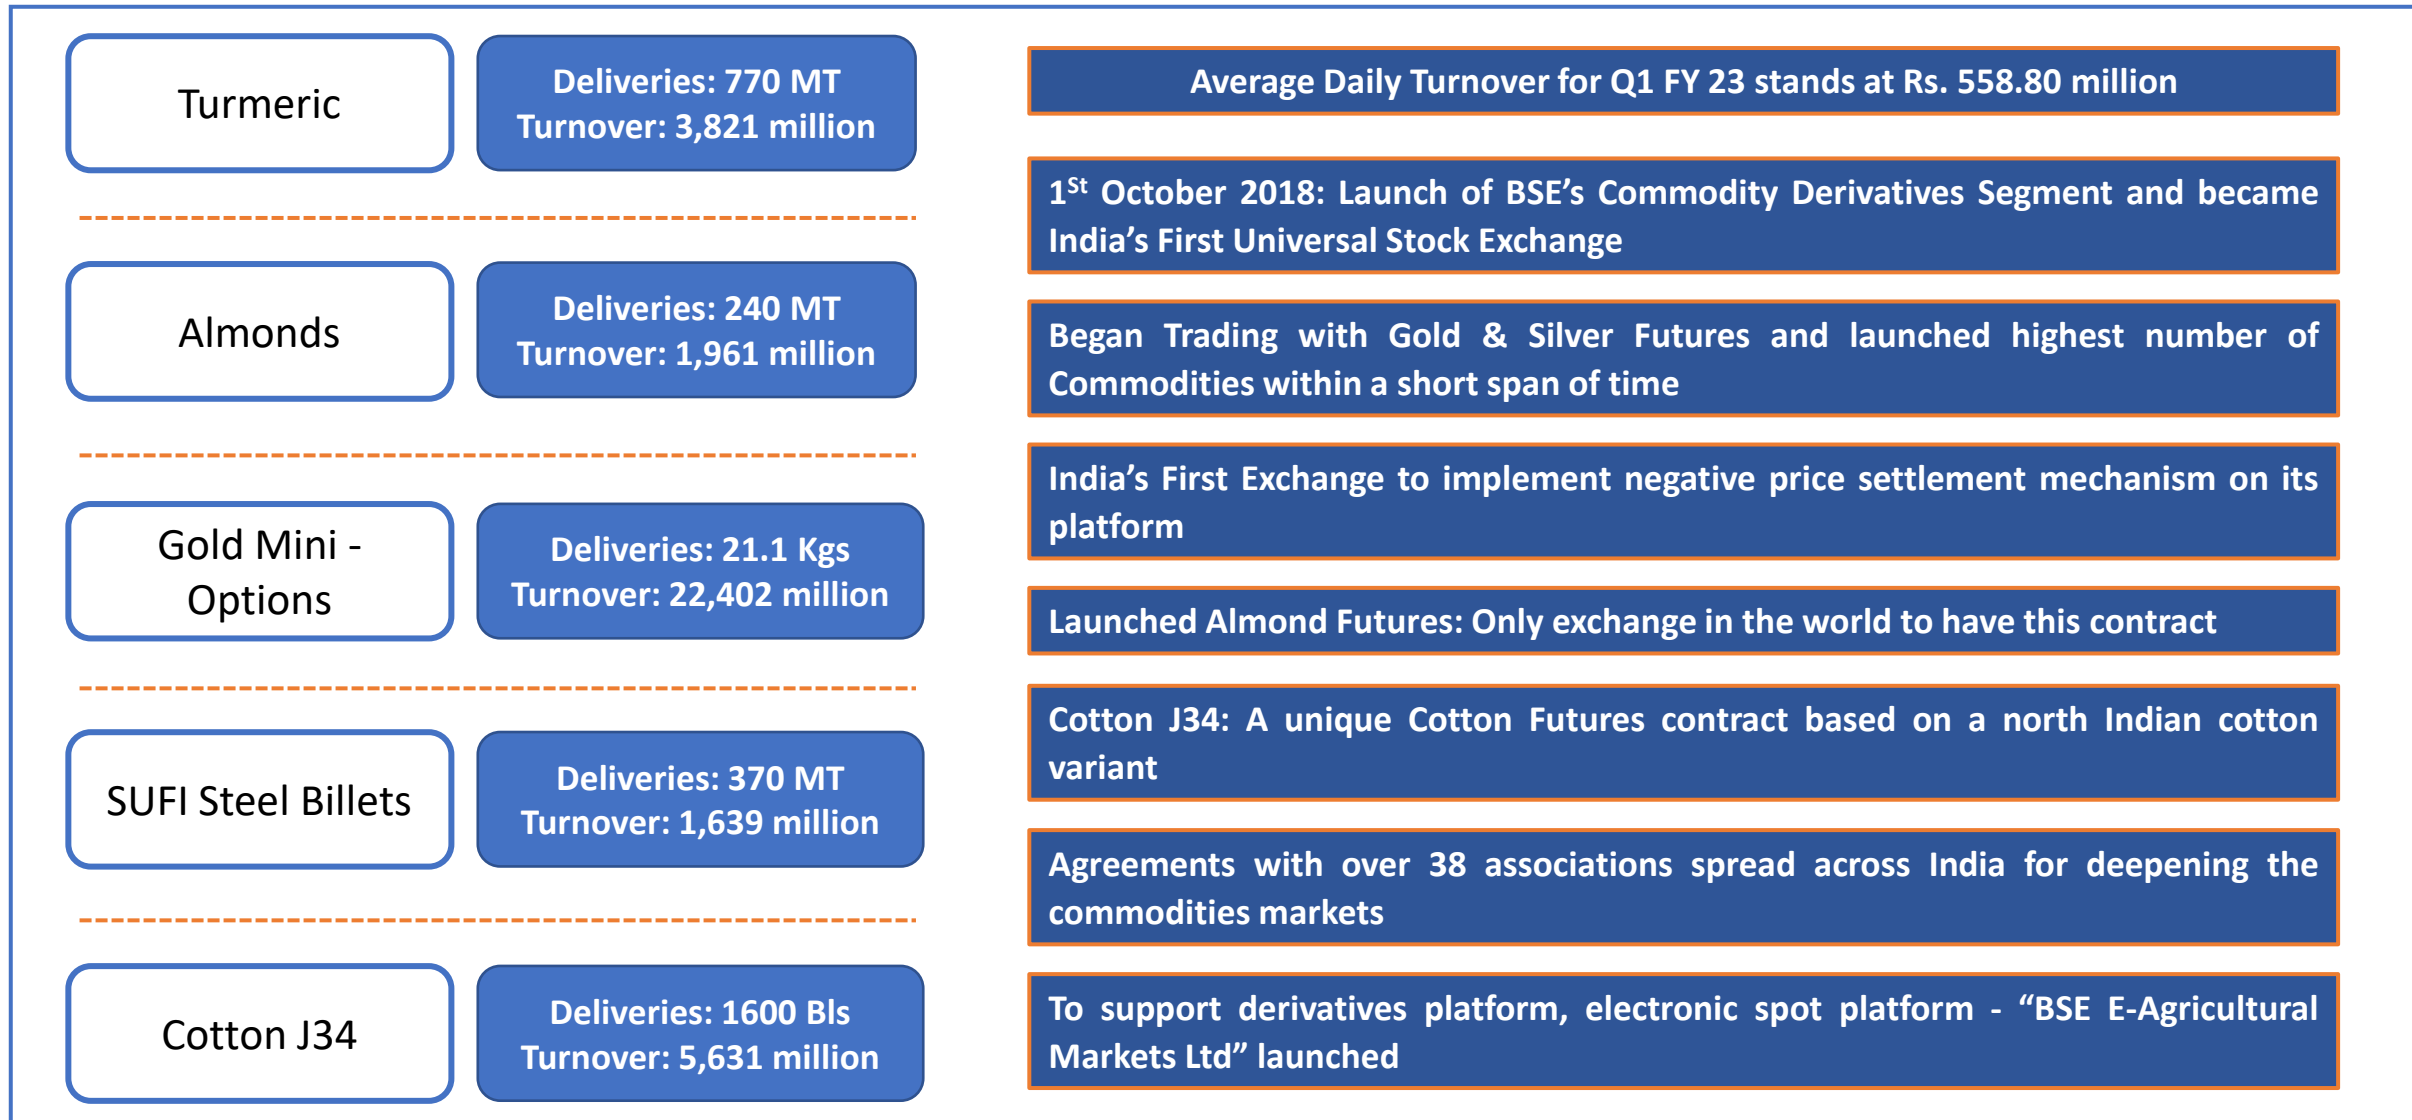 Turmeric
Deliveries: 770 MT
Turnover: 3,821 million
Almonds
Deliveries: 240 MT
Turnover: 1,961 million
Gold Mini -
Options
Deliveries: 21.1 Kgs
Turnover: 22,402 million
SUFI Steel Billets
Deliveries: 370 MT
Turnover: 1,639 million
Cotton J34
Deliveries: 1600 Bls
Turnover: 5,631 million
Average Daily Turnover for Q1 FY 23 stands at Rs. 558.80 million
1St October 2018: Launch of BSE’s Commodity Derivatives Segment and became
India’s First Universal Stock Exchange
Began Trading with Gold & Silver Futures and launched highest number of
Commodities within a short span of time
India’s First Exchange to implement negative price settlement mechanism on its
platform
Launched Almond Futures: Only exchange in the world to have this contract
Cotton J34: A unique Cotton Futures contract based on a north Indian cotton
variant
Agreements with over 38 associations spread across India for deepening the
commodities markets
To support derivatives platform, electronic spot platform - “BSE E-Agricultural
Markets Ltd” launched